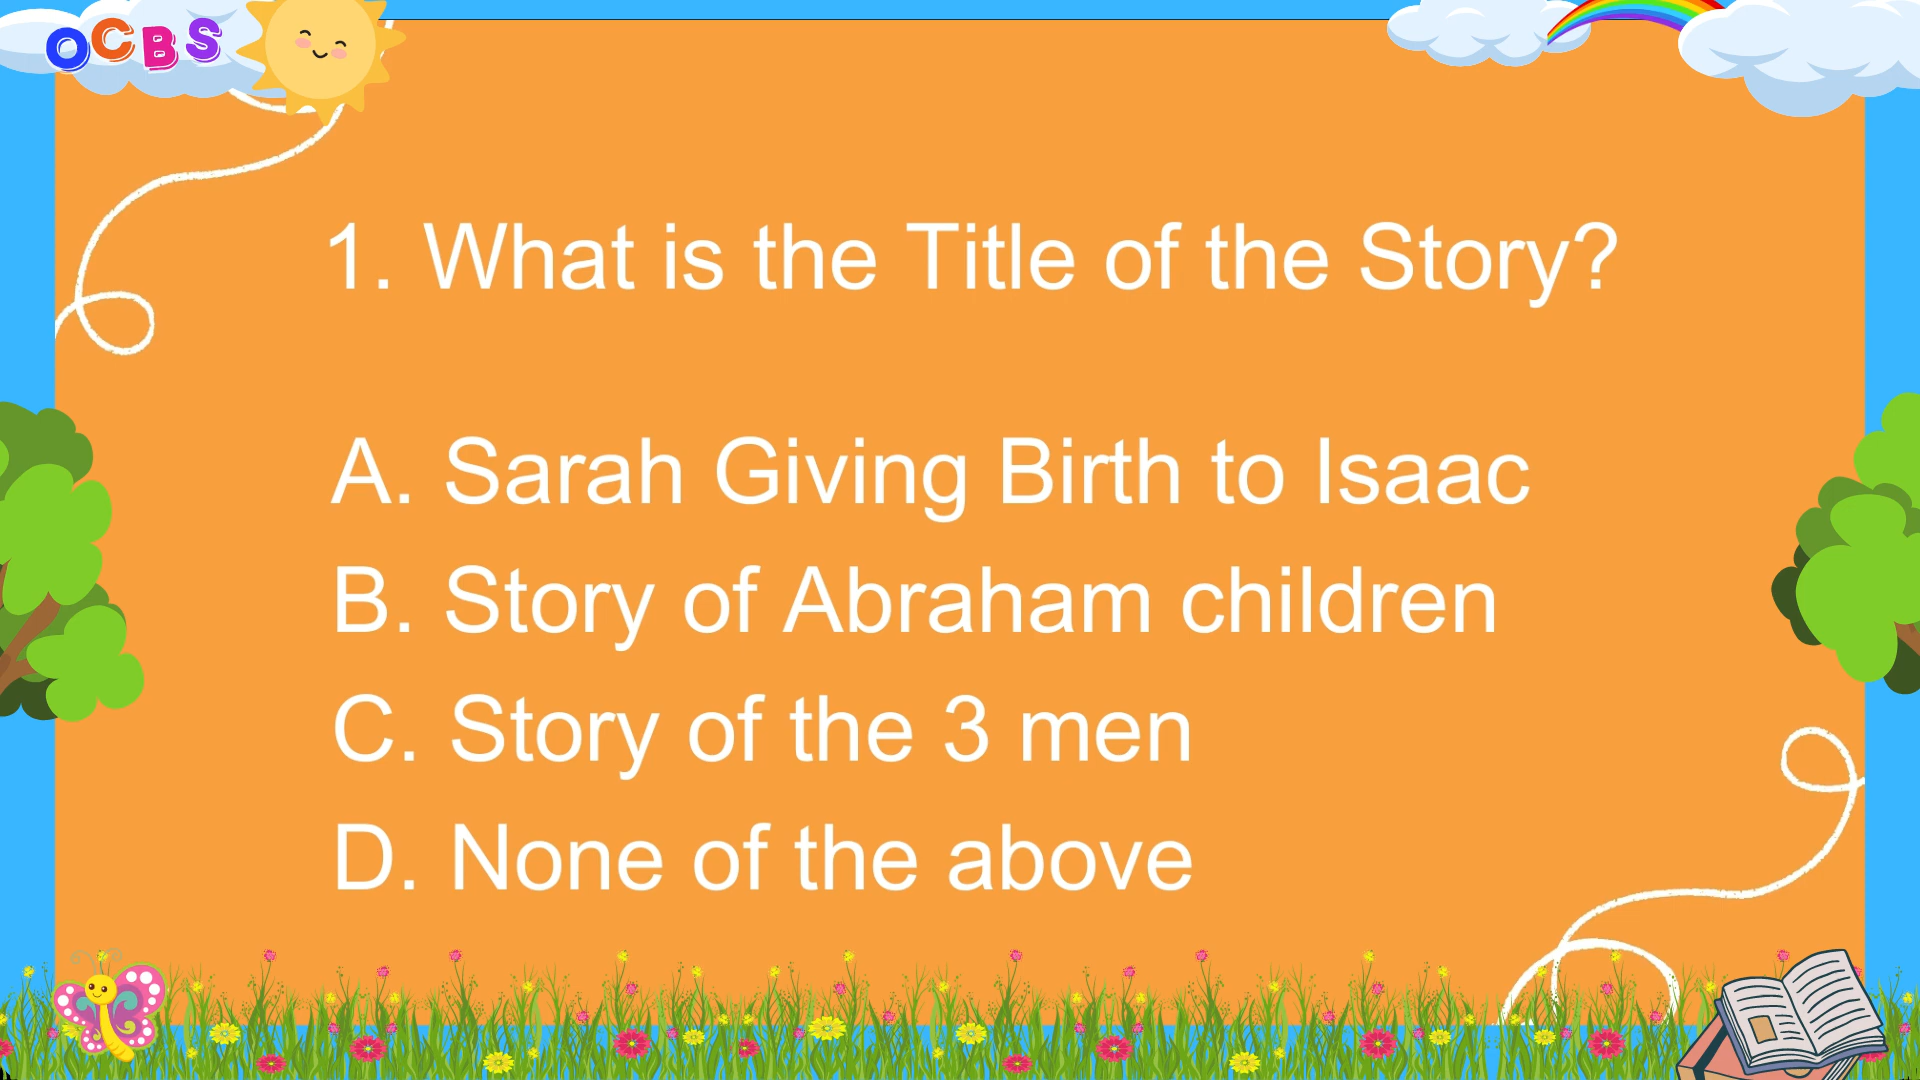 OCBS
1. What is the Title of the Story?
A. Sarah Giving Birth to Isaac
B. Story of Abraham children
C. Story of the 3 men
D. None of the above